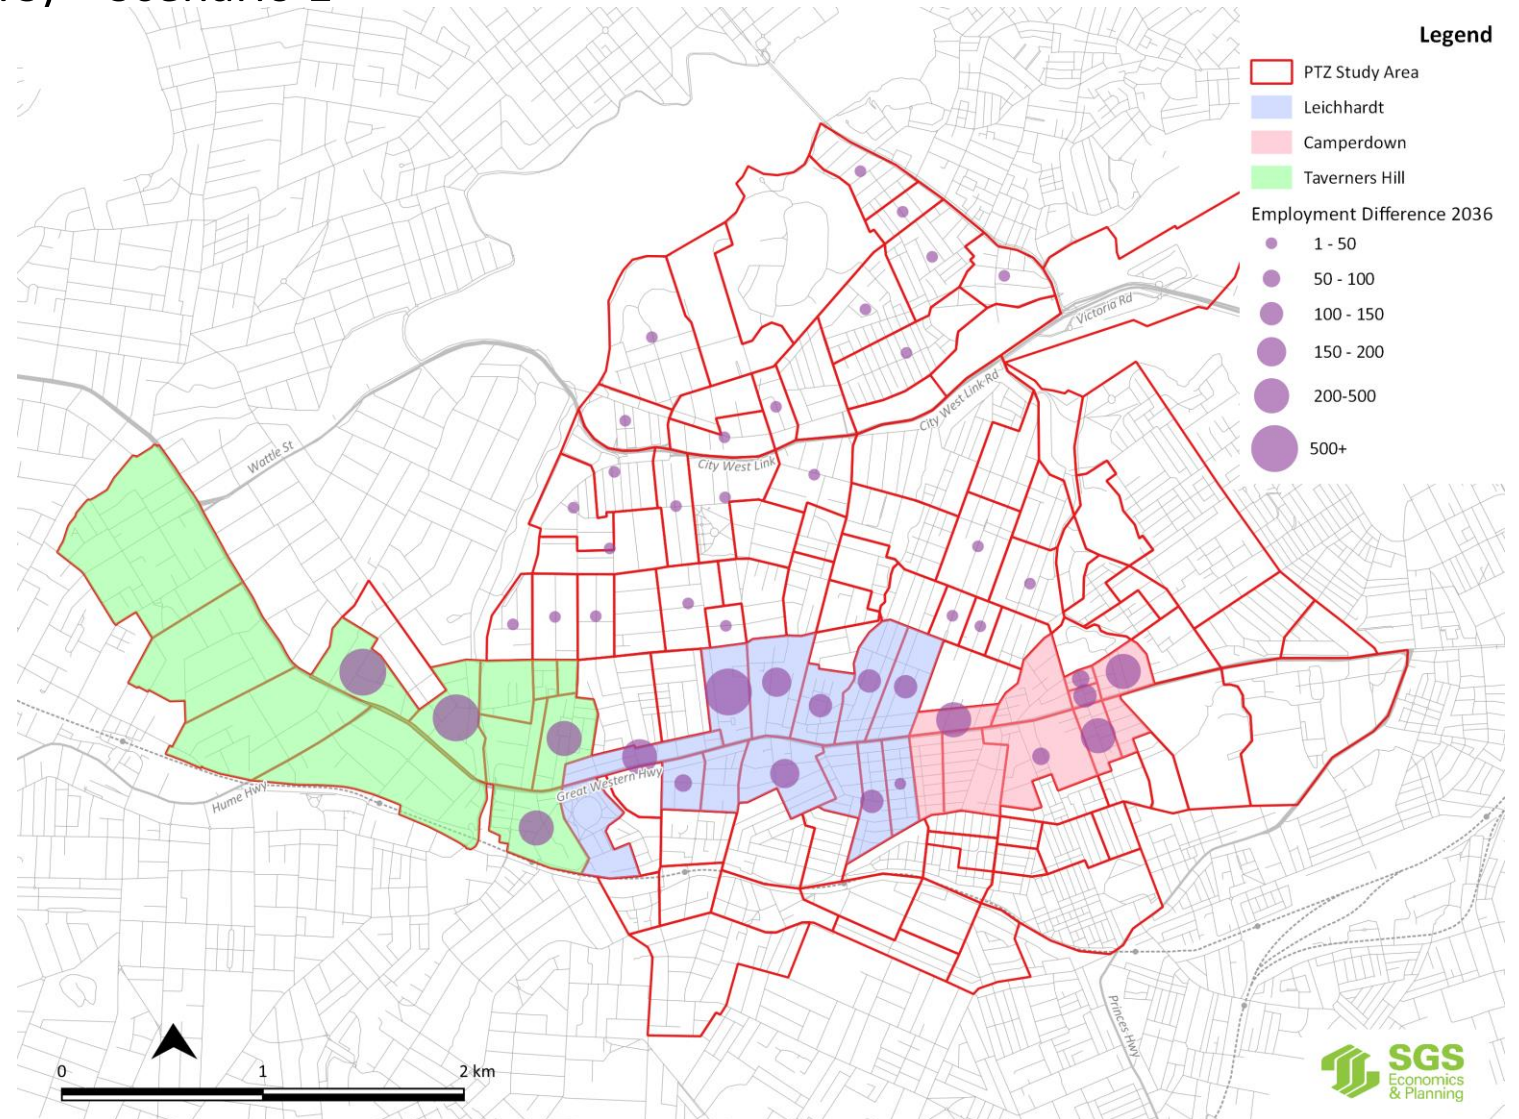 Legend
PTZ Study Area
Leichhardt
Camperdown
Taverners Hill
Employment Difference 2036
1 - 50
50 - 100
100 - 150
150 - 200
200-500
500+
Victoria Rd
City West Link Rd
City West Link
Wattle St
Great Western Hwy
Hume Hwy
Princes Hwy
0 1 2 km
SGS
Economics
& Planning